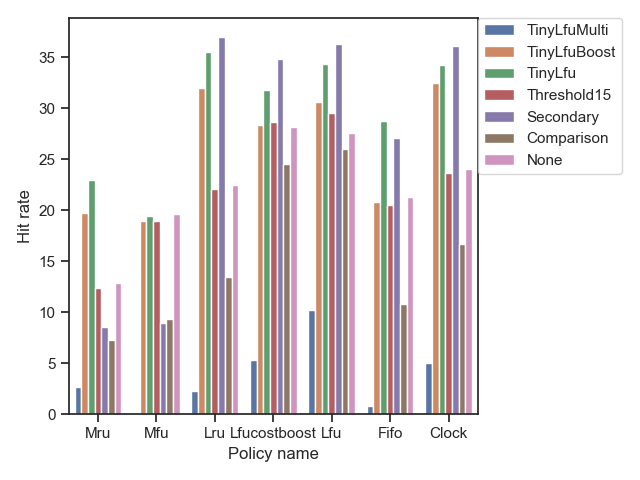 TinyLfuMulti
TinyLfuBoost
TinyLfu
Threshold15
Secondary
Comparison
None
Hit rate
35
30
25
20
15
10
5
0
Mru Mfu Lru Lfucostboost Lfu Fifo Clock
Policy name